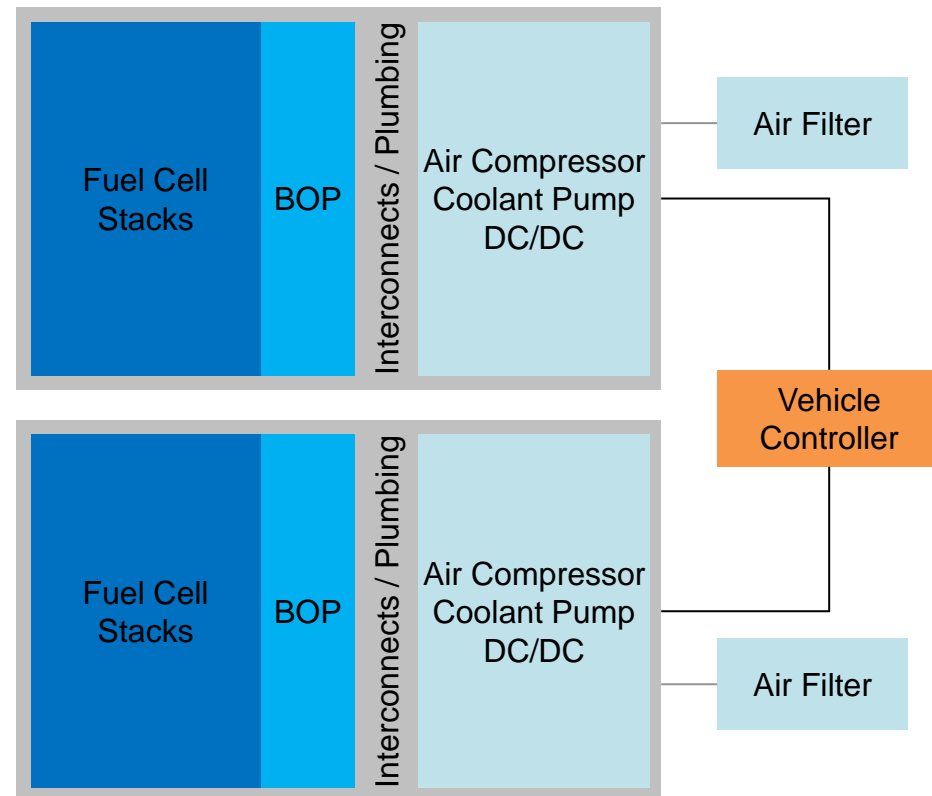 Fuel Cell
Stacks
BOP
Interconnects / Plumbing
Air Compressor
Coolant Pump
DC/DC
Air Filter
Vehicle
Controller
Fuel Cell
Stacks
BOP
Interconnects / Plumbing
Air Compressor
Coolant Pump
DC/DC
Air Filter